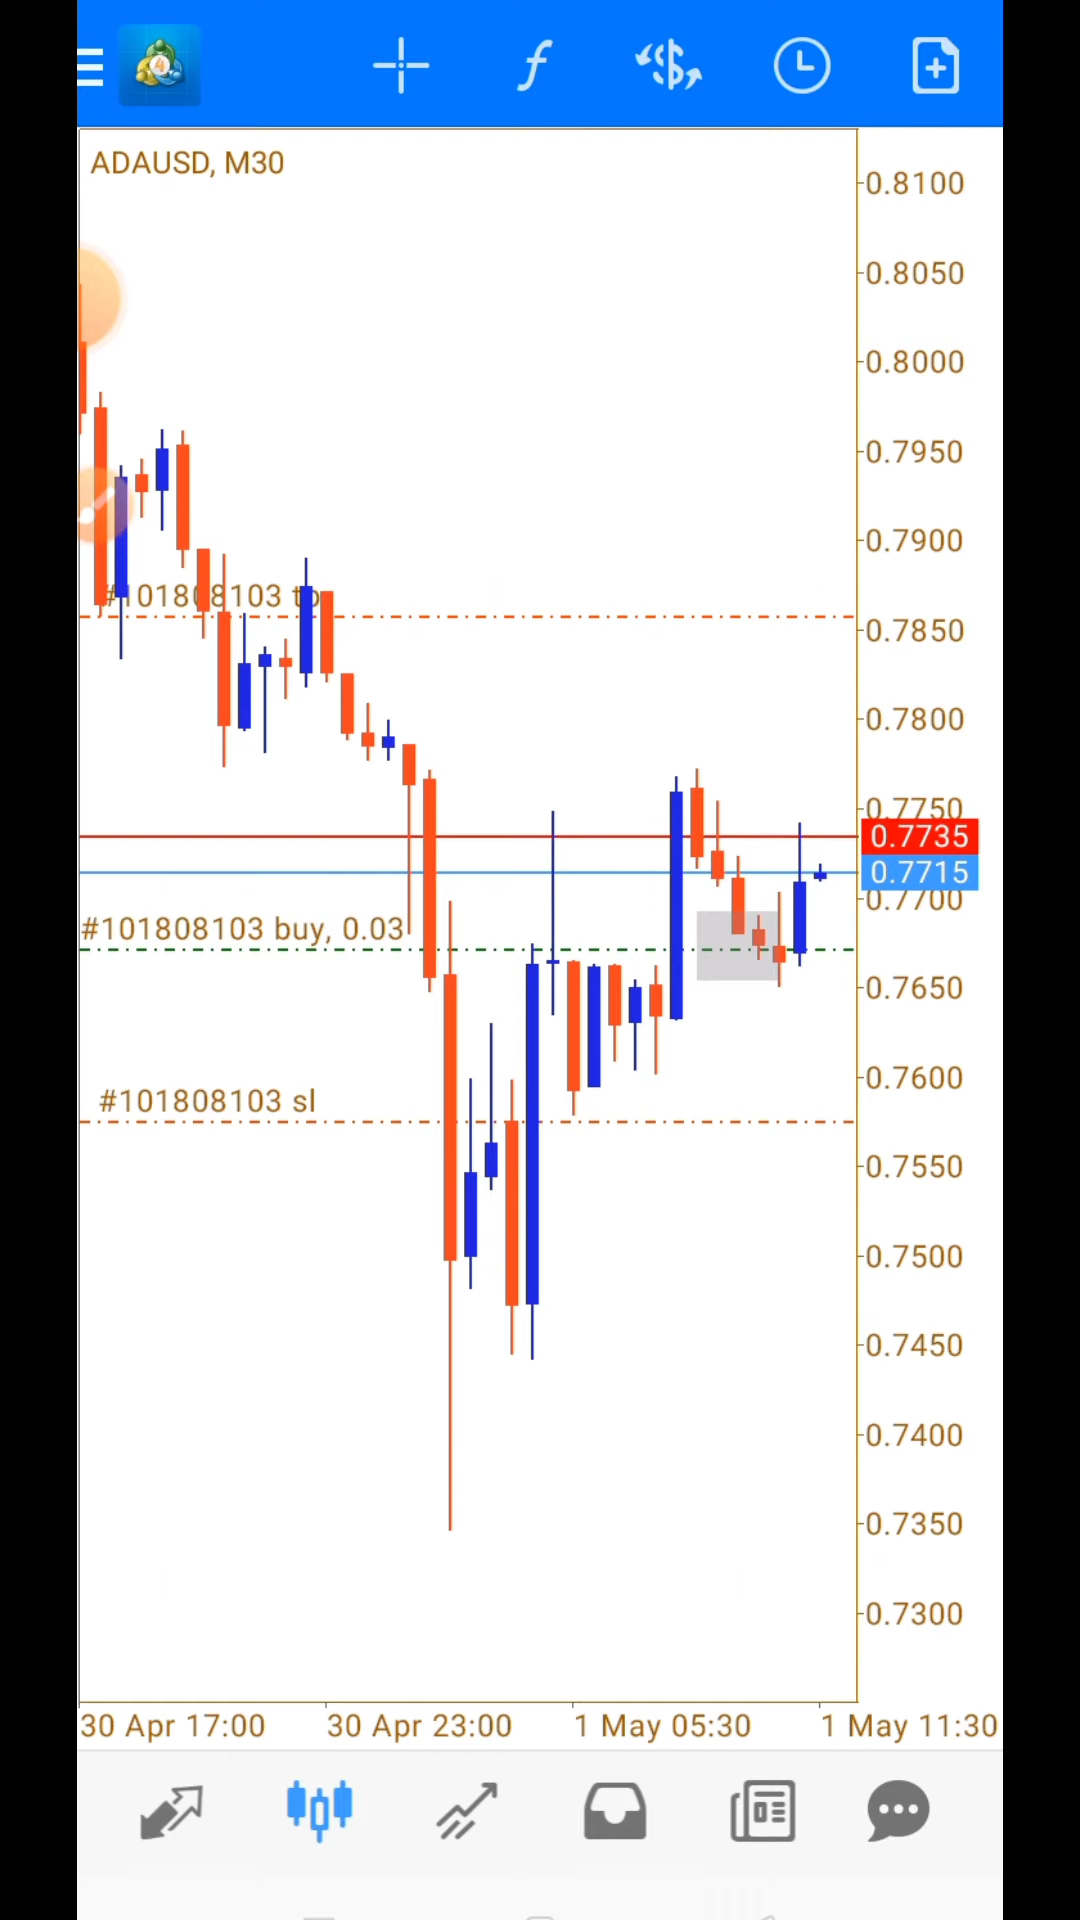 4
f
$
ADAUSD, M30
0.8100
0.8050
0.8000
0.7950
0.7900
#101808103 tp
0.7850
0.7800
0.7750
0.7735
0.7715
0.7700
#101808103 buy, 0.03
0.7650
0.7600
#101808103 sl
0.7550
0.7500
0.7450
0.7400
0.7350
0.7300
30 Apr 17:00
30 Apr 23:00
1 May 05:30
1 May 11:30